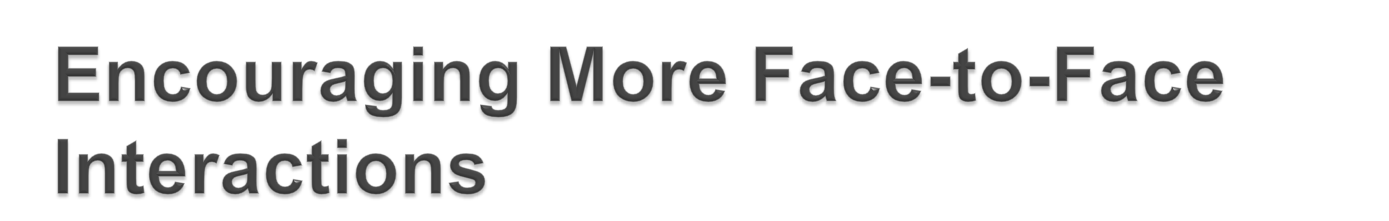 Encouraging More Face-to-Face
Interactions